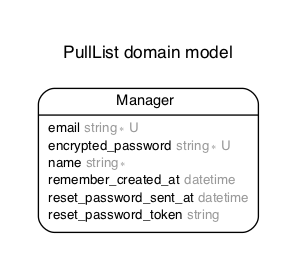 PullList domain model
Manager
email string∗ U
encrypted_password string∗ U
name string∗
remember_created_at datetime
reset_password_sent_at datetime
reset_password_token string